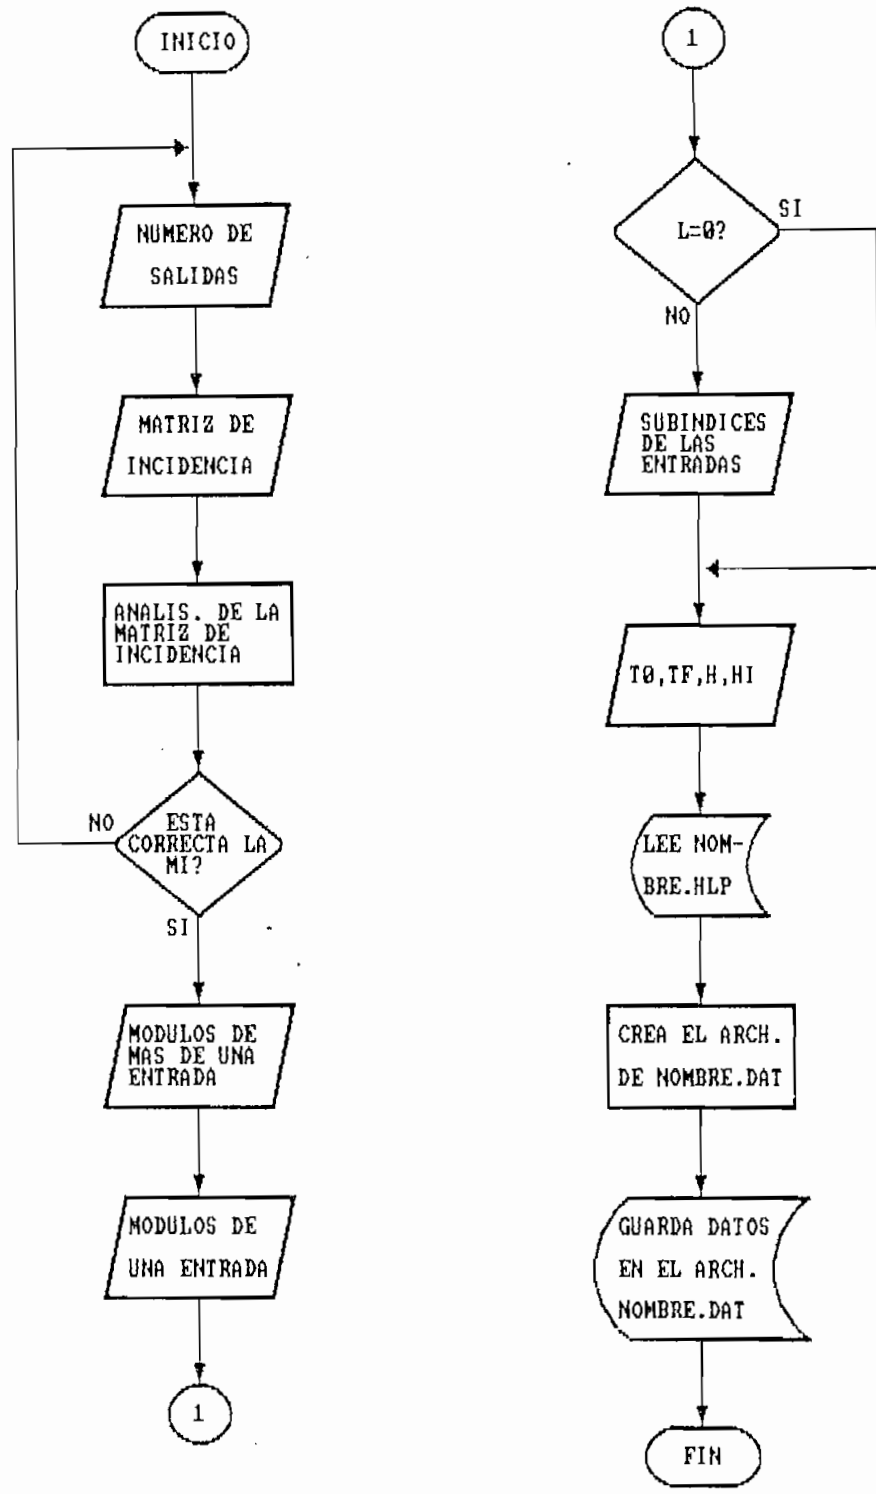 INICIO
NUMERO DE
SALIDAS
MATRIZ DE
INCIDENCIA
ANALIS. DE LA
MATRIZ DE
INCIDENCIA
NO
ESTA
CORRECTA LA
MI?
SI
MODULOS DE
MAS DE UNA
ENTRADA
MODULOS DE
UNA ENTRADA
1
1
L=0?
SI
NO
SUBINDICES
DE LAS
ENTRADAS
T0,TF,H,HI
LEE NOM-
BRE.HLP
CREA EL ARCH.
DE NOMBRE.DAT
GUARDA DATOS
EN EL ARCH.
NOMBRE.DAT
FIN